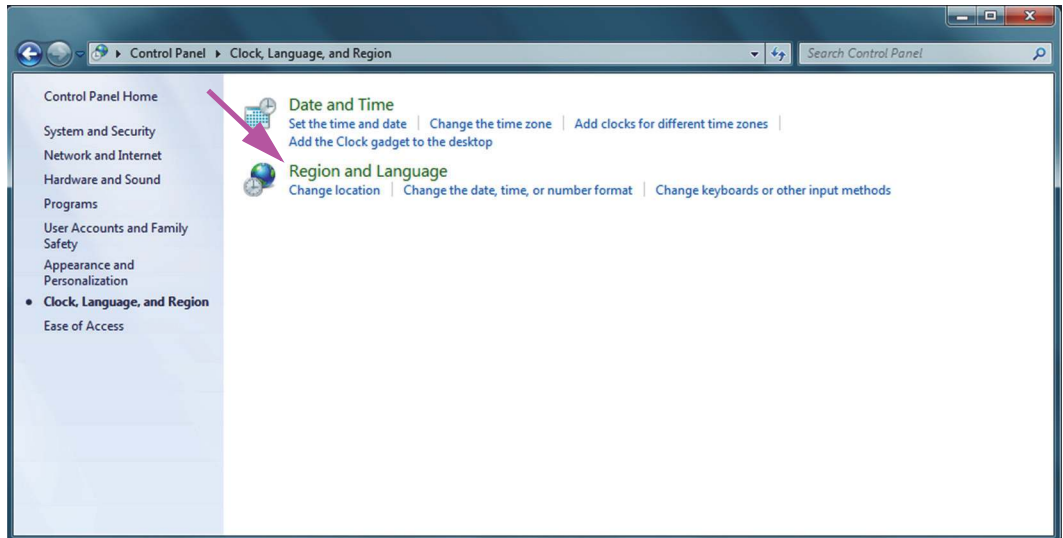 Control Panel Clock, Language, and Region
Search Control Panel
Control Panel Home
System and Security
Network and Internet
Hardware and Sound
Programs
User Accounts and Family
Safety
Appearance and
Personalization
Clock, Language, and Region
Ease of Access
Date and Time
Set the time and date Change the time zone Add clocks for different time zones
Add the Clock gadget to the desktop
Region and Language
Change location Change the date, time, or number format Change keyboards or other input methods